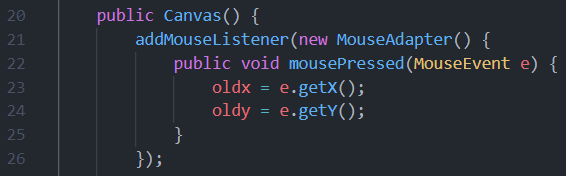 20 public Canvas() {
21 addMouseListener(new MouseAdapter() {
22 public void mousePressed(MouseEvent e) {
23 oldx = e.getX();
24 oldy = e.getY();
25 }
26 });